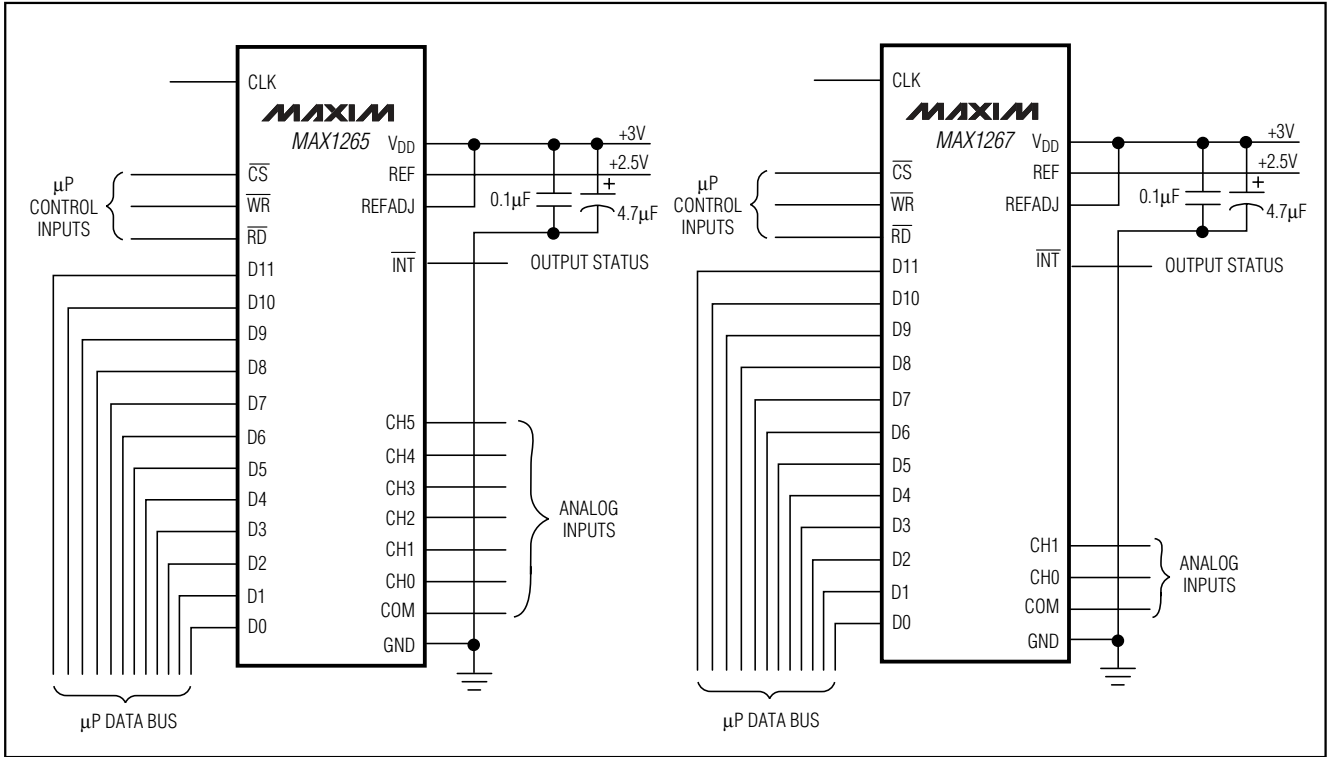 CLK
MAXIM
MAX1265
VDD
REF
REFADJ
INT
+3V
+2.5V
+
0.1µF
4.7µF
OUTPUT STATUS
µP
CONTROL
INPUTS
CS
WR
RD
D11
D10
D9
D8
D7
D6
D5
D4
D3
D2
D1
D0
CH5
CH4
CH3
CH2
CH1
CH0
COM
GND
ANALOG
INPUTS
µP DATA BUS
CLK
MAXIM
MAX1267
VDD
REF
REFADJ
INT
+3V
+2.5V
+
0.1µF
4.7µF
OUTPUT STATUS
µP
CONTROL
INPUTS
CS
WR
RD
D11
D10
D9
D8
D7
D6
D5
D4
D3
D2
D1
D0
CH1
CH0
COM
GND
ANALOG
INPUTS
µP DATA BUS